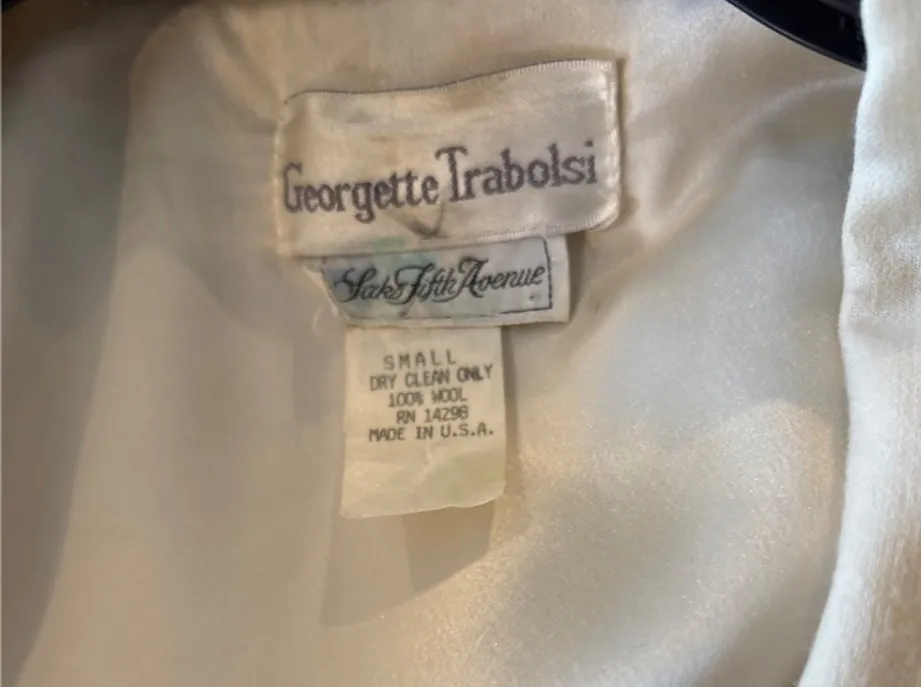 Georgette Trabolsi
Saks Fifth Avenue
SMALL
DRY CLEAN ONLY
100% WOOL
RN 14298
MADE IN U.S.A.